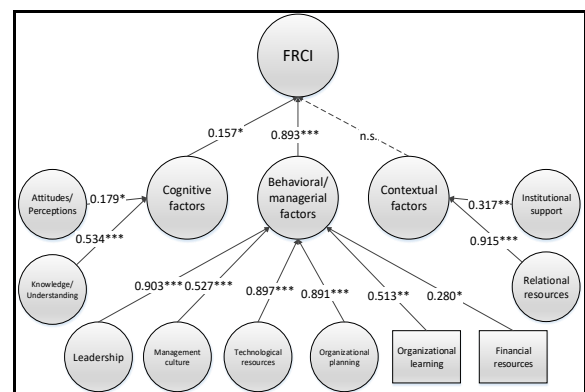 FRCI
0.157*
0.893***
n.s.
Attitudes/
Perceptions
0.179*
Cognitive
factors
Behavioral/
managerial
factors
Contextual
factors
0.317**
Institutional
support
0.534***
0.915***
Knowledge/
Understanding
Relational
resources
0.903***
0.527***
0.897***
0.891***
0.513**
0.280*
Leadership
Management
culture
Technological
resources
Organizational
planning
Organizational
learning
Financial
resources